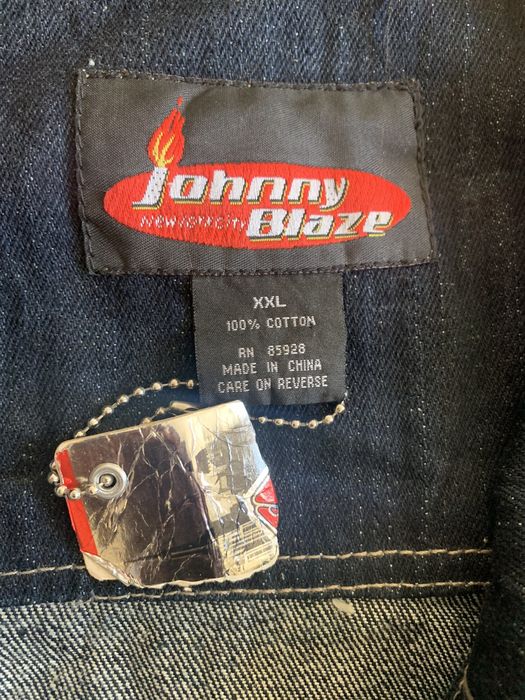 Johnny
New York City Blaze
XXL
100% COTTON
RN 85928
MADE IN CHINA
CARE ON REVERSE